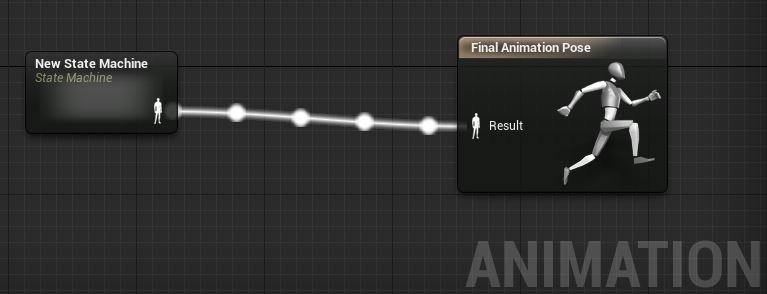 New State Machine
State Machine
Final Animation Pose
Result
ANIMATION